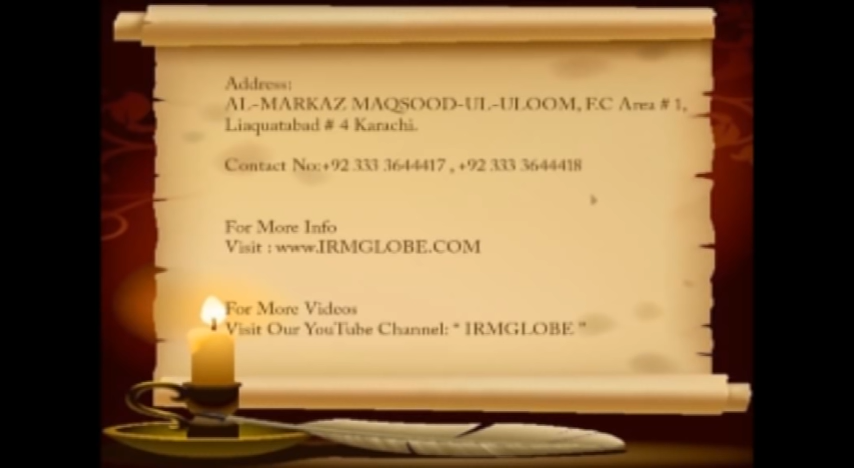 Address:
AL-MARKAZ MAQSOOD-UL-ULOOM, F.C Area # 1,
Liaquatabad # 4 Karachi.
Contact No:+92 333 3644417 , +92 333 3644418
For More Info
Visit : www.IRMGLOBE.COM
For More Videos
Visit Our YouTube Channel: “ IRMGLOBE ”